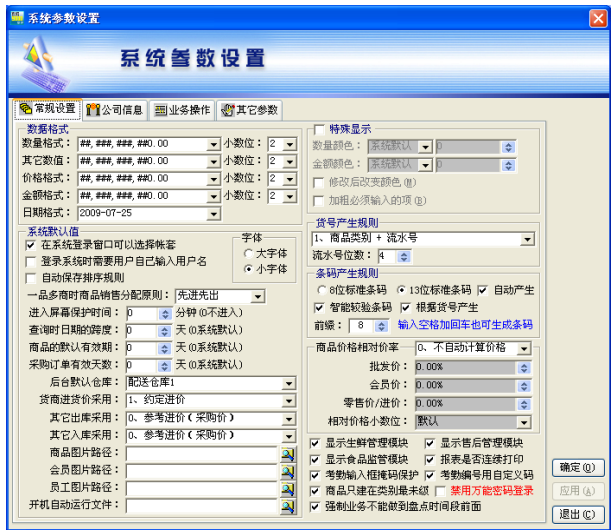 系统参数设置
系统参数设置
常规设置 公司信息 业务操作 其它参数
数据格式
数量格式： ##,###,###,##0.00 小数位： 2
其它数值： ##,###,###,##0.00 小数位： 2
价格格式： ##,###,###,##0.00 小数位： 2
金额格式： ##,###,###,##0.00 小数位： 2
日期格式： 2009-07-25
系统默认值
在系统登录窗口可以选择帐套
登录系统时需要用户自己输入用户名
自动保存排序规则
字体
大字体
小字体
一品多商时商品销售分配原则： 先进先出
进入屏幕保护时间： 0 分钟(0不进入)
查询时日期的跨度： 0 天(0系统默认)
商品的默认有效期： 0 天(0系统默认)
采购订单有效天数： 0 天(0系统默认)
后台默认仓库： 配送仓库1
货商进货价采用： 1、约定进价
其它出库采用： 0、参考进价(采购价)
其它入库采用： 0、参考进价(采购价)
商品图片路径：
会员图片路径：
员工图片路径：
开机自动运行文件：
特殊显示
数量颜色： 系统默认 0
金额颜色： 系统默认 0
修改后改变颜色(M)
加粗必须输入的项(B)
货号产生规则
1、商品类别 + 流水号
流水号位数： 4
条码产生规则
8位标准条码 13位标准条码 自动产生
智能较验条码 根据货号产生
前缀： 8 输入空格加回车也可生成条码
商品价格相对价率 0、不自动计算价格
批发价： 0.00%
会员价： 0.00%
零售价/进价： 0.00%
相对价格小数位： 默认
显示生鲜管理模块 显示售后管理模块
显示食品监管模块 报表是否连续打印
考勤输入框掩码保护 考勤编号用自定义码
商品只建在类别最末级 禁用万能密码登录
强制业务不能做到盘点时间段前面
确定(O)
应用(A)
退出(C)